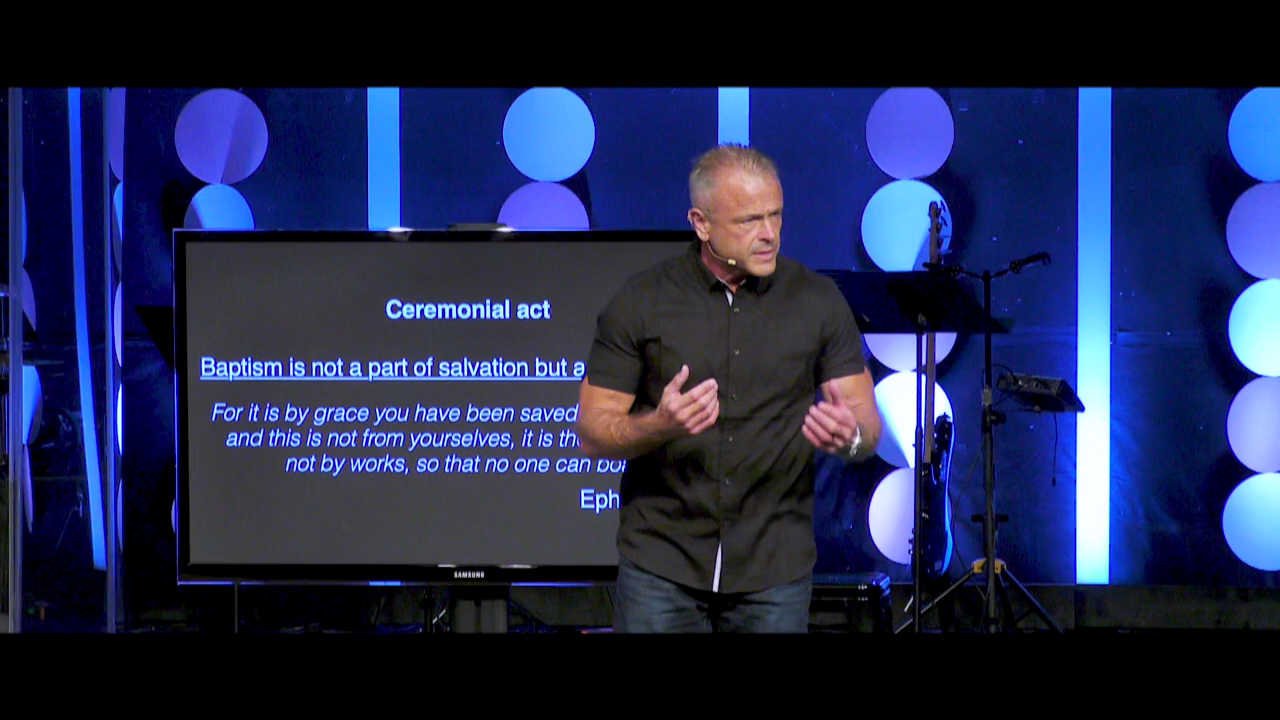 Ceremonial act
Baptism is not a part of salvation but a
For it is by grace you have been saved
and this is not from yourselves, it is th
not by works, so that no one can boa
Eph
SAMSUNG